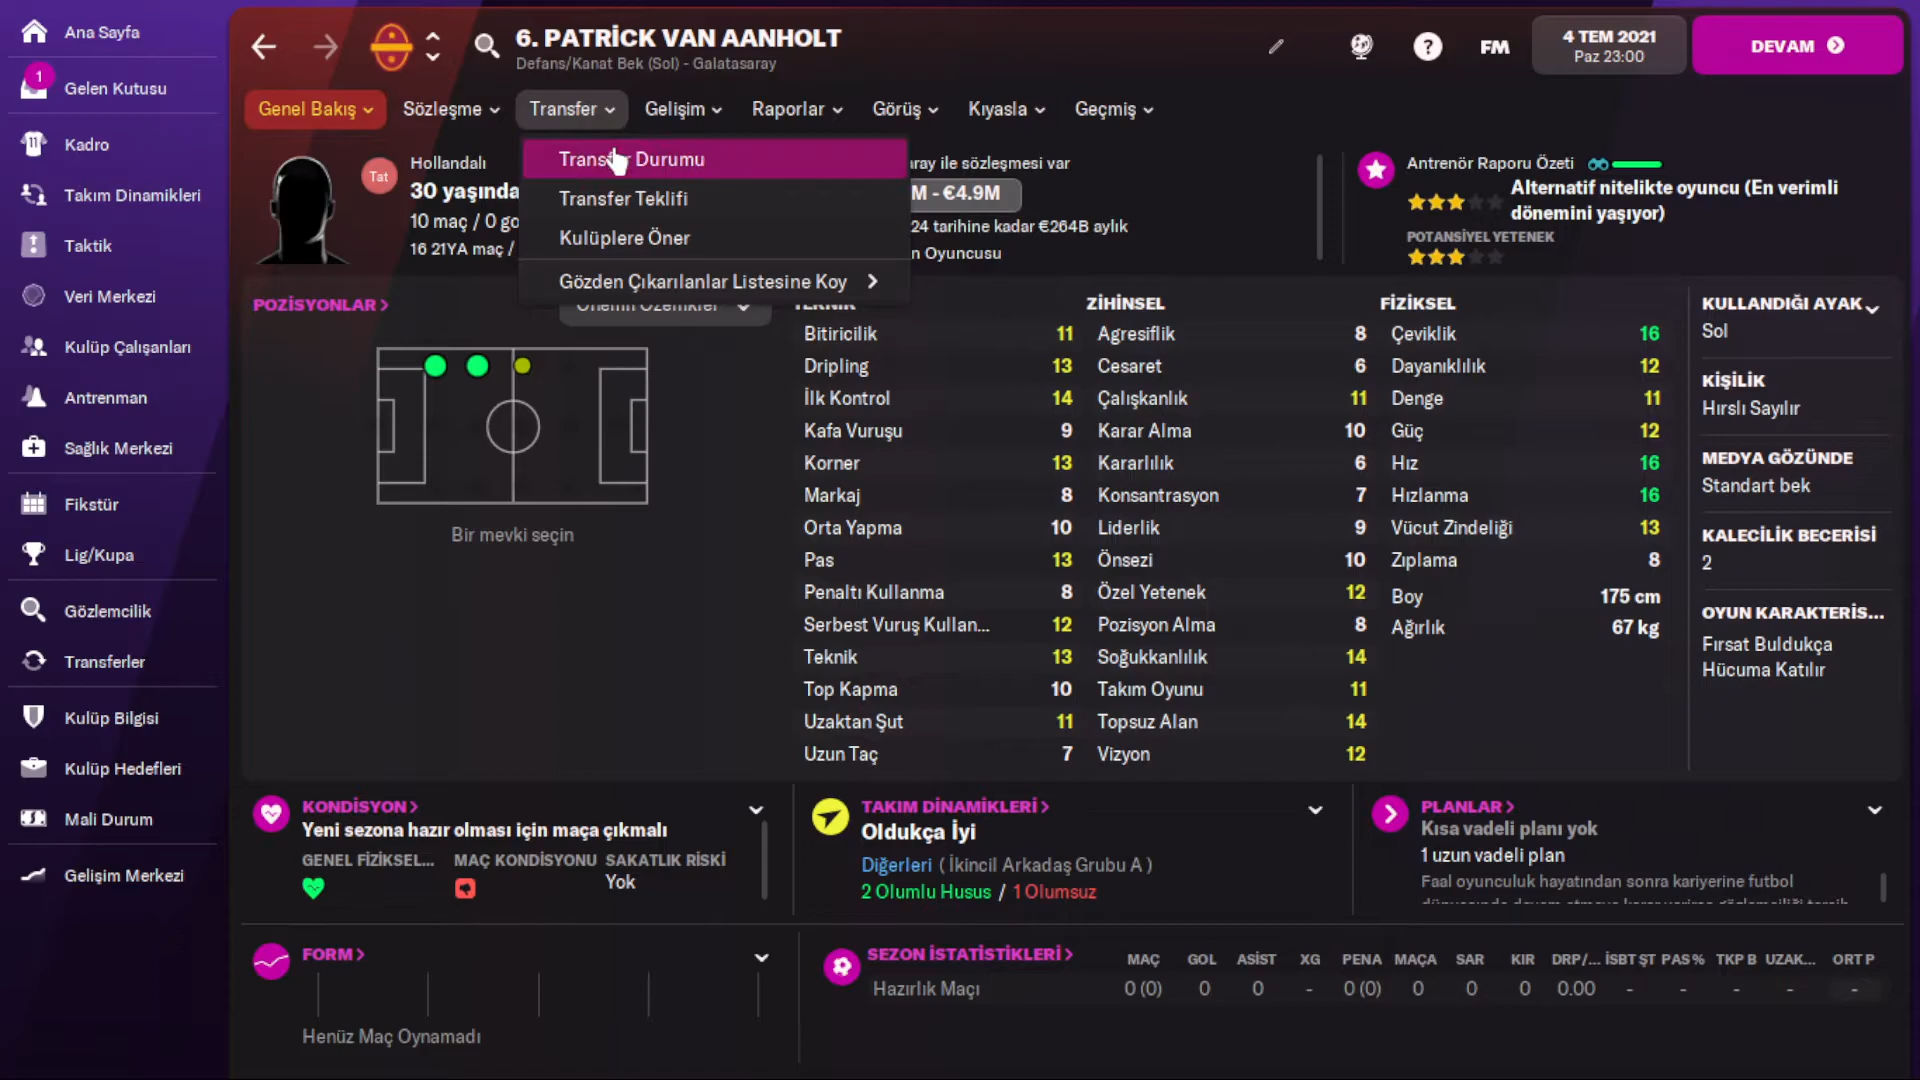 Ana Sayfa
1
Gelen Kutusu
Kadro
Takım Dinamikleri
Taktik
Veri Merkezi
Kulüp Çalışanları
Antrenman
Sağlık Merkezi
Fikstür
Lig/Kupa
Gözlemcilik
Transferler
Kulüp Bilgisi
Kulüp Hedefleri
Mali Durum
Gelişim Merkezi
6. PATRİCK VAN AANHOLT
Defans/Kanat Bek (Sol) - Galatasaray
FM
4 TEM 2021
Paz 23:00
DEVAM
Genel Bakış
Sözleşme
Transfer
Gelişim
Raporlar
Görüş
Kıyasla
Geçmiş
Transfer Durumu
Transfer Teklifi
Kulüplere Öner
Gözden Çıkarılanlar Listesine Koy
Tat
Hollandalı
30 yaşında
10 maç / 0 go
16 21YA maç /
ray ile sözleşmesi var
M - €4.9M
24 tarihine kadar €264B aylık
n Oyuncusu
Antrenör Raporu Özeti
Alternatif nitelikte oyuncu (En verimli
dönemini yaşıyor)
POTANSİYEL YETENEK
POZİSYONLAR
Bir mevki seçin
Önemli Özellikler
TEKNİK
Bitiricilik 11
Dripling 13
İlk Kontrol 14
Kafa Vuruşu 9
Korner 13
Markaj 8
Orta Yapma 10
Pas 13
Penaltı Kullanma 8
Serbest Vuruş Kullan... 12
Teknik 13
Top Kapma 10
Uzaktan Şut 11
Uzun Taç 7
ZİHİNSEL
Agresiflik 8
Cesaret 6
Çalışkanlık 11
Karar Alma 10
Kararlılık 6
Konsantrasyon 7
Liderlik 9
Önsezi 10
Özel Yetenek 12
Pozisyon Alma 8
Soğukkanlılık 14
Takım Oyunu 11
Topsuz Alan 14
Vizyon 12
FİZİKSEL
Çeviklik 16
Dayanıklılık 12
Denge 11
Güç 12
Hız 16
Hızlanma 16
Vücut Zindeliği 13
Zıplama 8
Boy 175 cm
Ağırlık 67 kg
KULLANDIĞI AYAK
Sol
KİŞİLİK
Hırslı Sayılır
MEDYA GÖZÜNDE
Standart bek
KALECİLİK BECERİSİ
2
OYUN KARAKTERİS...
Fırsat Buldukça
Hücuma Katılır
KONDİSYON
Yeni sezona hazır olması için maça çıkmalı
GENEL FİZİKSEL... MAÇ KONDİSYONU SAKATLIK RİSKİ
Yok
TAKIM DİNAMİKLERİ
Oldukça İyi
Diğerleri ( İkincil Arkadaş Grubu A )
2 Olumlu Husus / 1 Olumsuz
PLANLAR
Kısa vadeli planı yok
1 uzun vadeli plan
Faal oyunculuk hayatından sonra kariyerine futbol
FORM
Henüz Maç Oynamadı
SEZON İSTATİSTİKLERİ MAÇ GOL ASİST XG PENA MAÇA SAR KIR DRP/... İSBT ŞT PAS % TKP B UZAK... ORT P
Hazırlık Maçı 0 (0) 0 0 - 0 (0) 0 0 0 0.00 - - - - -